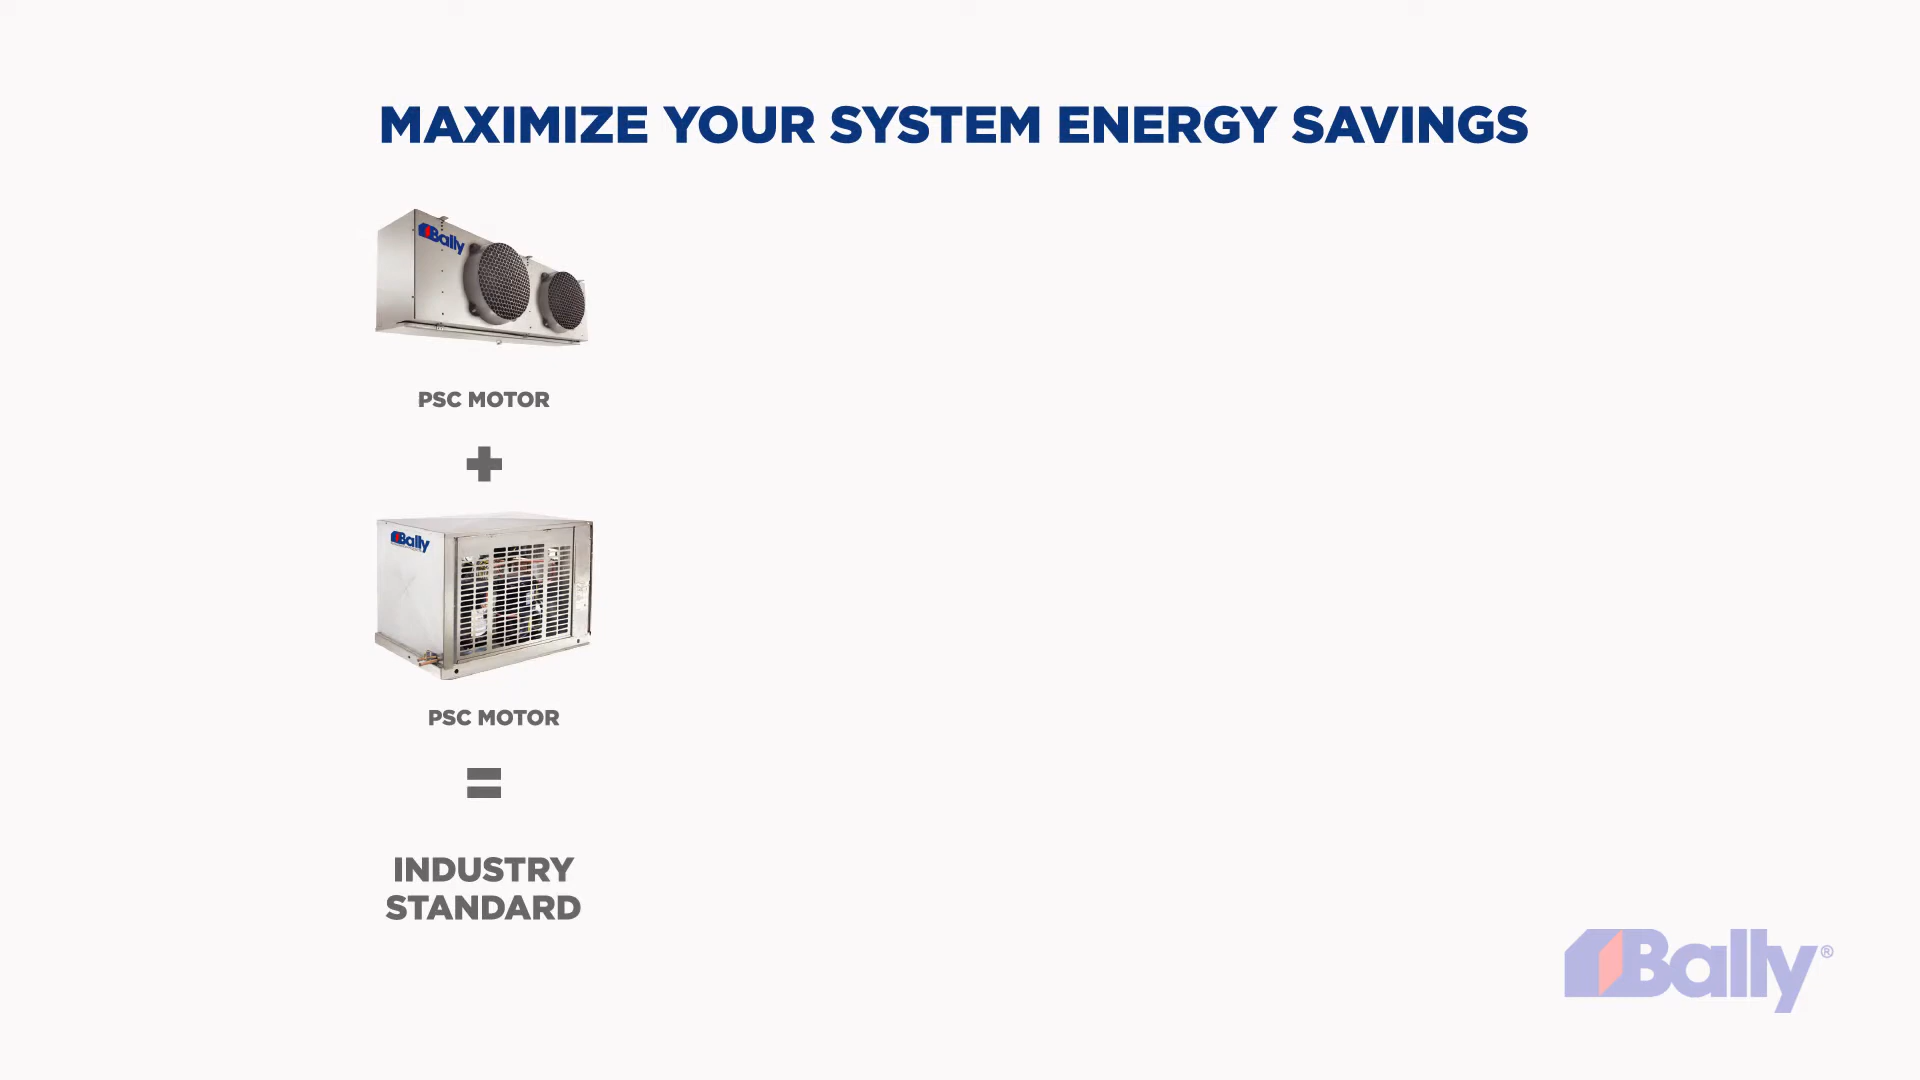 MAXIMIZE YOUR SYSTEM ENERGY SAVINGS
Bally
PSC MOTOR
+
Bally
PSC MOTOR
=
INDUSTRY
STANDARD
Bally®